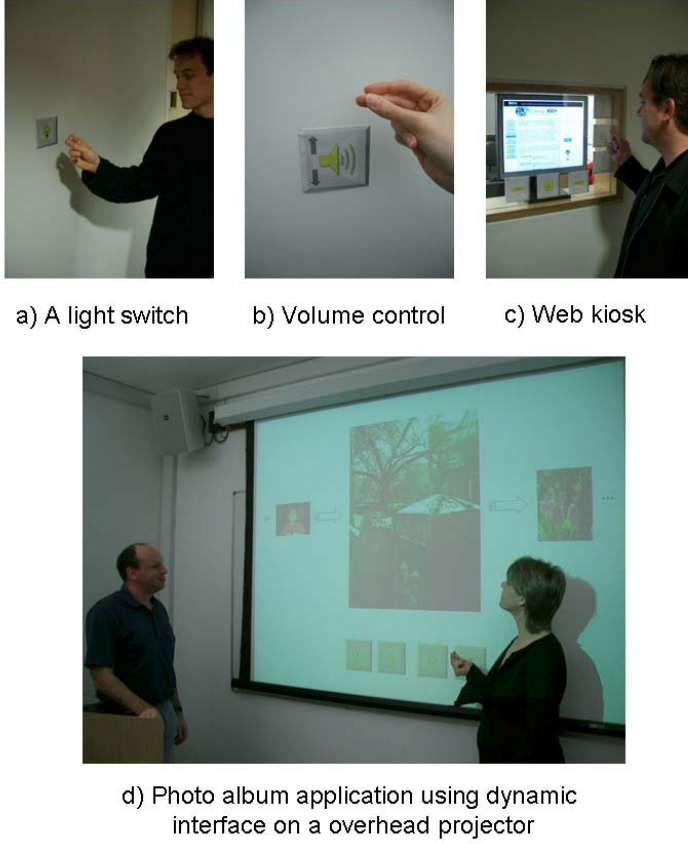 a) A light switch
b) Volume control
c) Web kiosk
d) Photo album application using dynamic
interface on a overhead projector